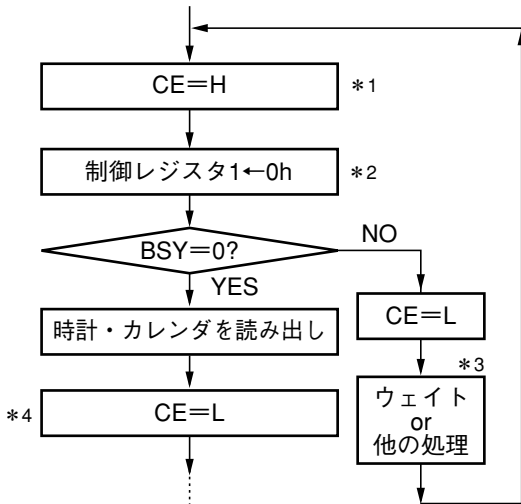 CE=H
*1
制御レジスタ1←0h
*2
BSY=0?
NO
YES
時計・カレンダを読み出し
CE=L
*3
*4
CE=L
ウェイト
or
他の処理